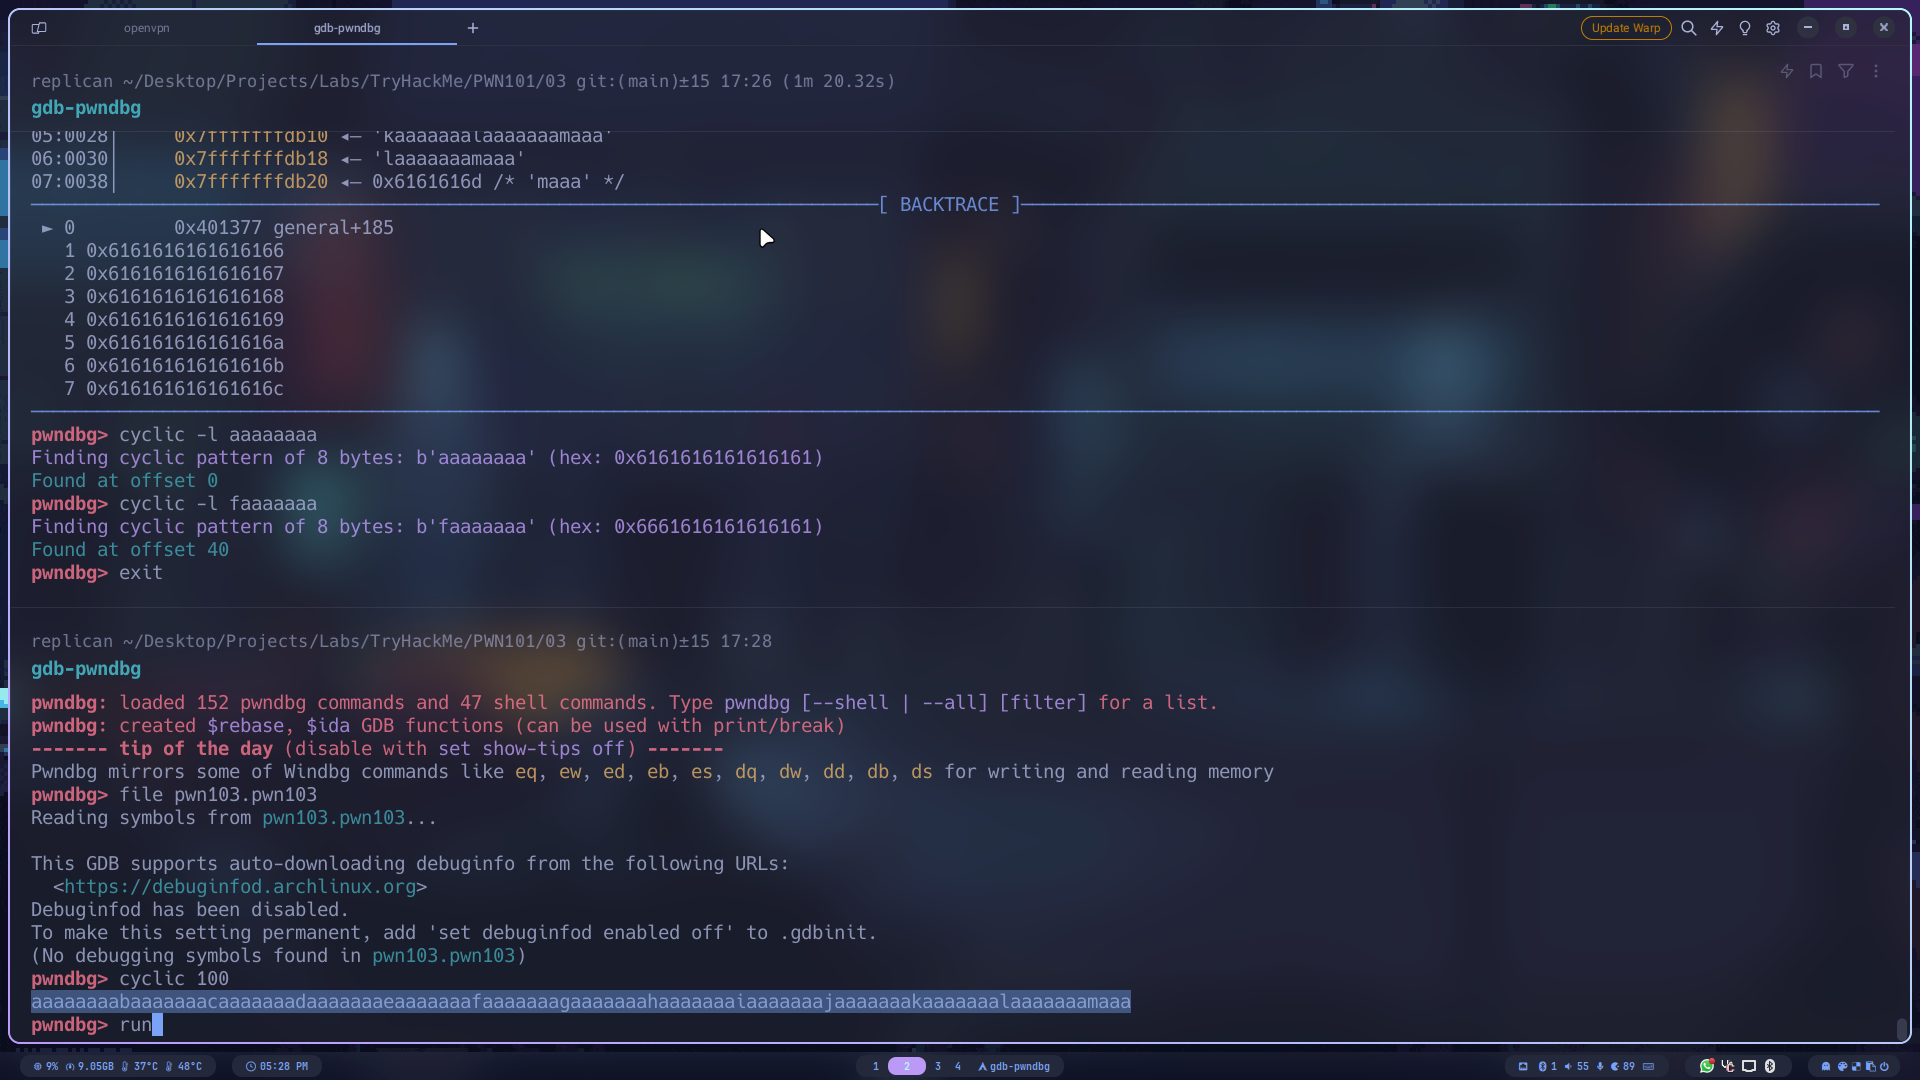 openvpn
gdb-pwndbg
+
Update Warp
replican ~/Desktop/Projects/Labs/TryHackMe/PWN101/03 git:(main)±15 17:26 (1m 20.32s)
gdb-pwndbg
05:0028│ 0x7fffffffdb10 ◂— 'kaaaaaaalaaaaaaamaaa'
06:0030│ 0x7fffffffdb18 ◂— 'laaaaaaamaaa'
07:0038│ 0x7fffffffdb20 ◂— 0x6161616d /* 'maaa' */
[ BACKTRACE ]
► 0 0x401377 general+185
1 0x6161616161616166
2 0x6161616161616167
3 0x6161616161616168
4 0x6161616161616169
5 0x616161616161616a
6 0x616161616161616b
7 0x616161616161616c
pwndbg> cyclic -l aaaaaaaa
Finding cyclic pattern of 8 bytes: b'aaaaaaaa' (hex: 0x6161616161616161)
Found at offset 0
pwndbg> cyclic -l faaaaaaa
Finding cyclic pattern of 8 bytes: b'faaaaaaa' (hex: 0x6661616161616161)
Found at offset 40
pwndbg> exit
replican ~/Desktop/Projects/Labs/TryHackMe/PWN101/03 git:(main)±15 17:28
gdb-pwndbg
pwndbg: loaded 152 pwndbg commands and 47 shell commands. Type pwndbg [--shell | --all] [filter] for a list.
pwndbg: created $rebase, $ida GDB functions (can be used with print/break)
------- tip of the day (disable with set show-tips off) -------
Pwndbg mirrors some of Windbg commands like eq, ew, ed, eb, es, dq, dw, dd, db, ds for writing and reading memory
pwndbg> file pwn103.pwn103
Reading symbols from pwn103.pwn103...
This GDB supports auto-downloading debuginfo from the following URLs:
<https://debuginfod.archlinux.org>
Debuginfod has been disabled.
To make this setting permanent, add 'set debuginfod enabled off' to .gdbinit.
(No debugging symbols found in pwn103.pwn103)
pwndbg> cyclic 100
aaaaaaaabaaaaaaacaaaaaaadaaaaaaaeaaaaaaafaaaaaaagaaaaaaahaaaaaaaiaaaaaaajaaaaaaakaaaaaaalaaaaaaamaaa
pwndbg> run
9% 9.05GB 37°C 48°C 05:28 PM 1 2 3 4 gdb-pwndbg 1 55 89